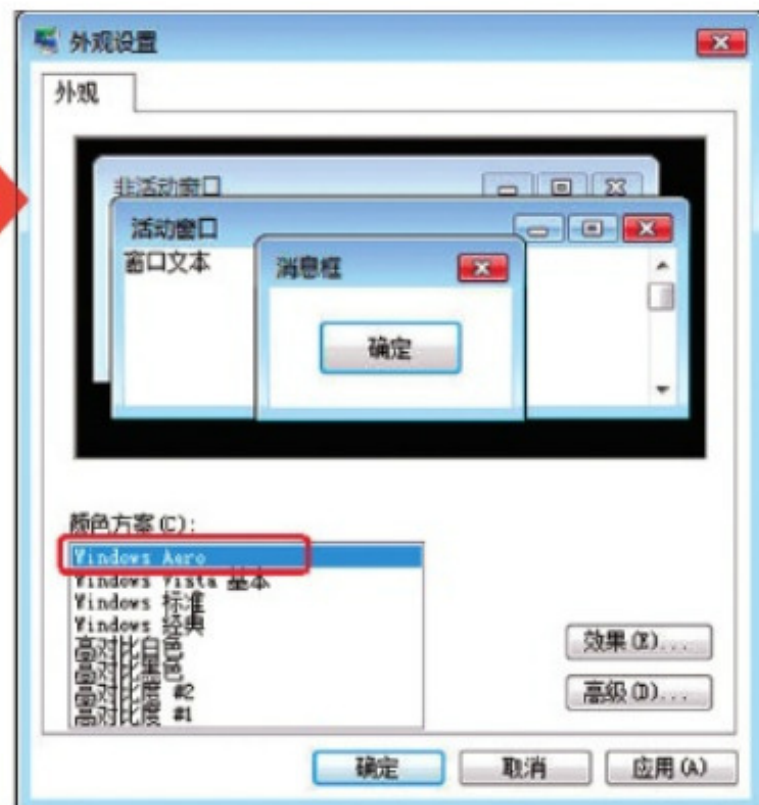 外观设置
外观
非活动窗口
活动窗口
窗口文本
消息框
确定
颜色方案(C):
Windows Aero
Windows Vista 基本
Windows 标准
Windows 经典
高对比白色
高对比黑色
高对比度 #2
高对比度 #1
效果(E)...
高级(D)...
确定
取消
应用(A)